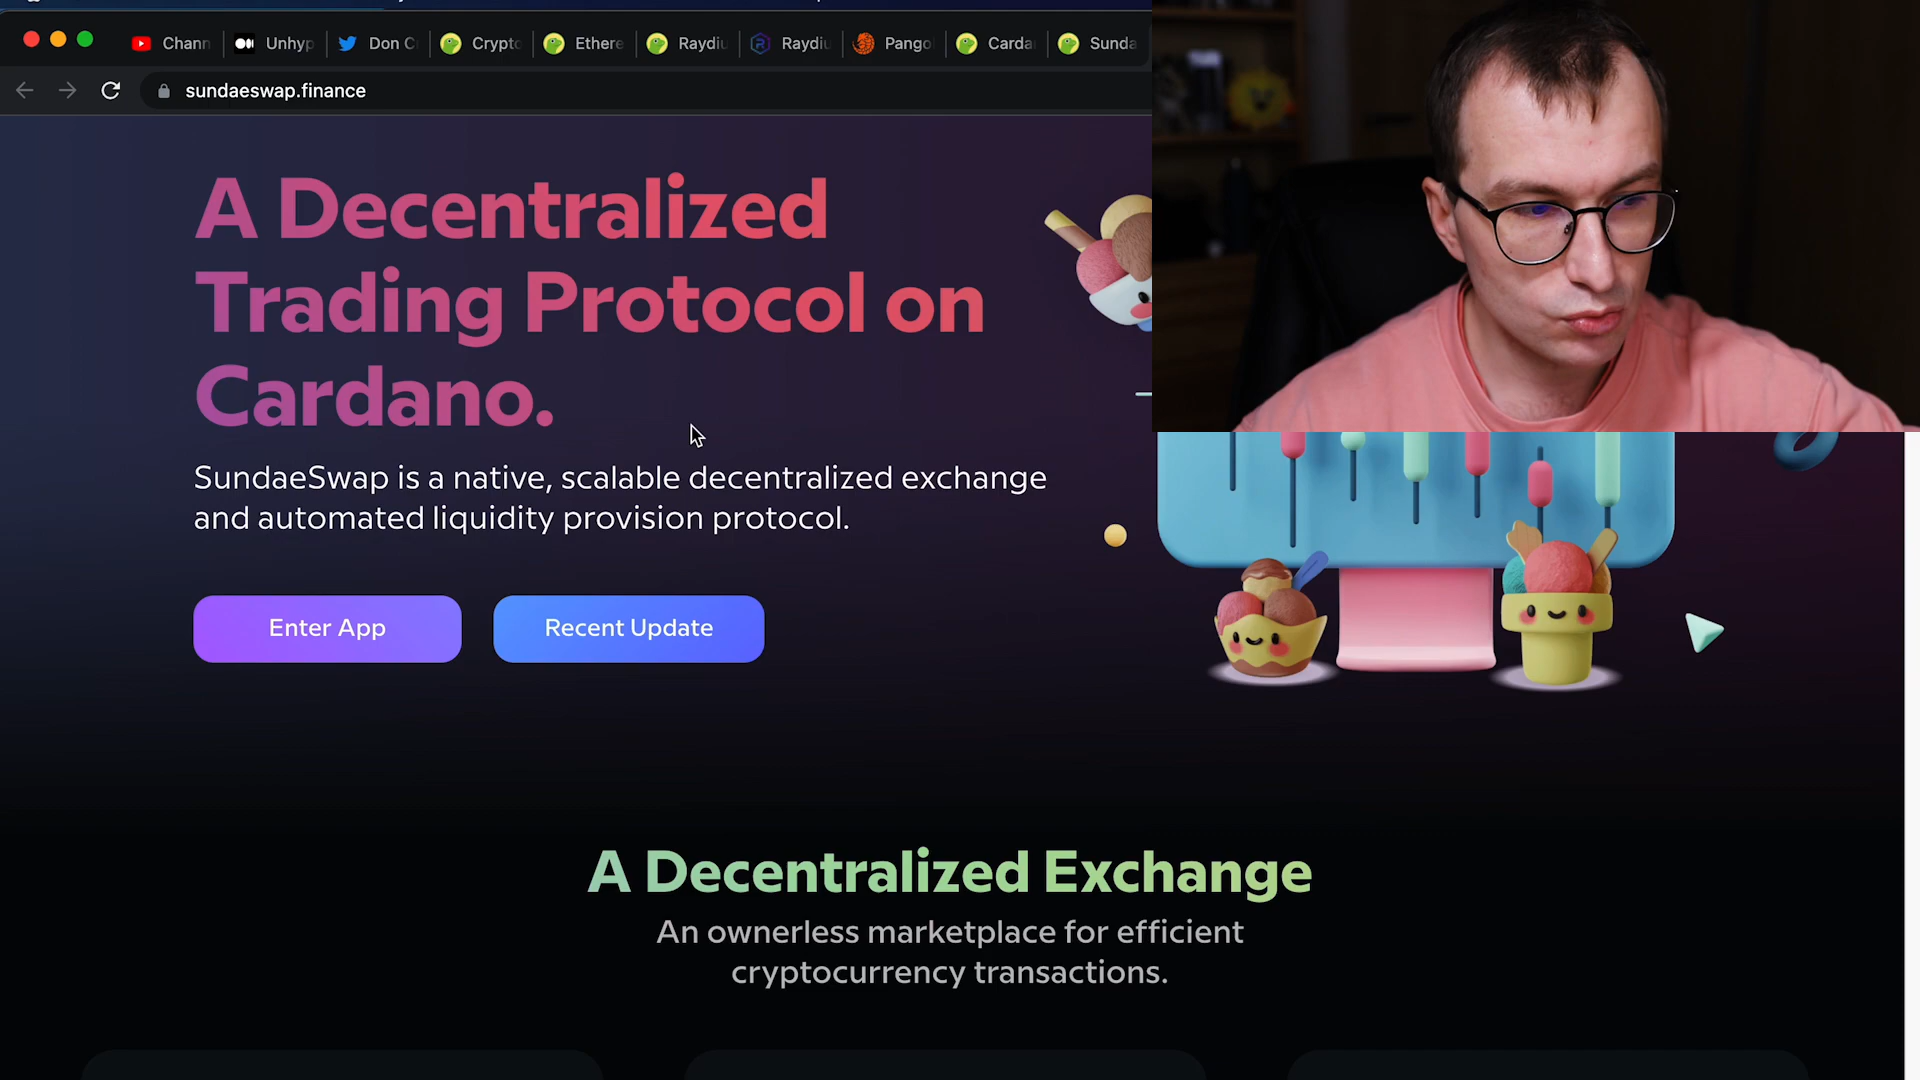 Chann
Unhyp
Don C
Crypto
Ethere
Raydiu
Raydiu
Pango
Carda
Sunda
sundaeswap.finance
A Decentralized
Trading Protocol on
Cardano.
SundaeSwap is a native, scalable decentralized exchange
and automated liquidity provision protocol.
Enter App
Recent Update
A Decentralized Exchange
An ownerless marketplace for efficient
cryptocurrency transactions.